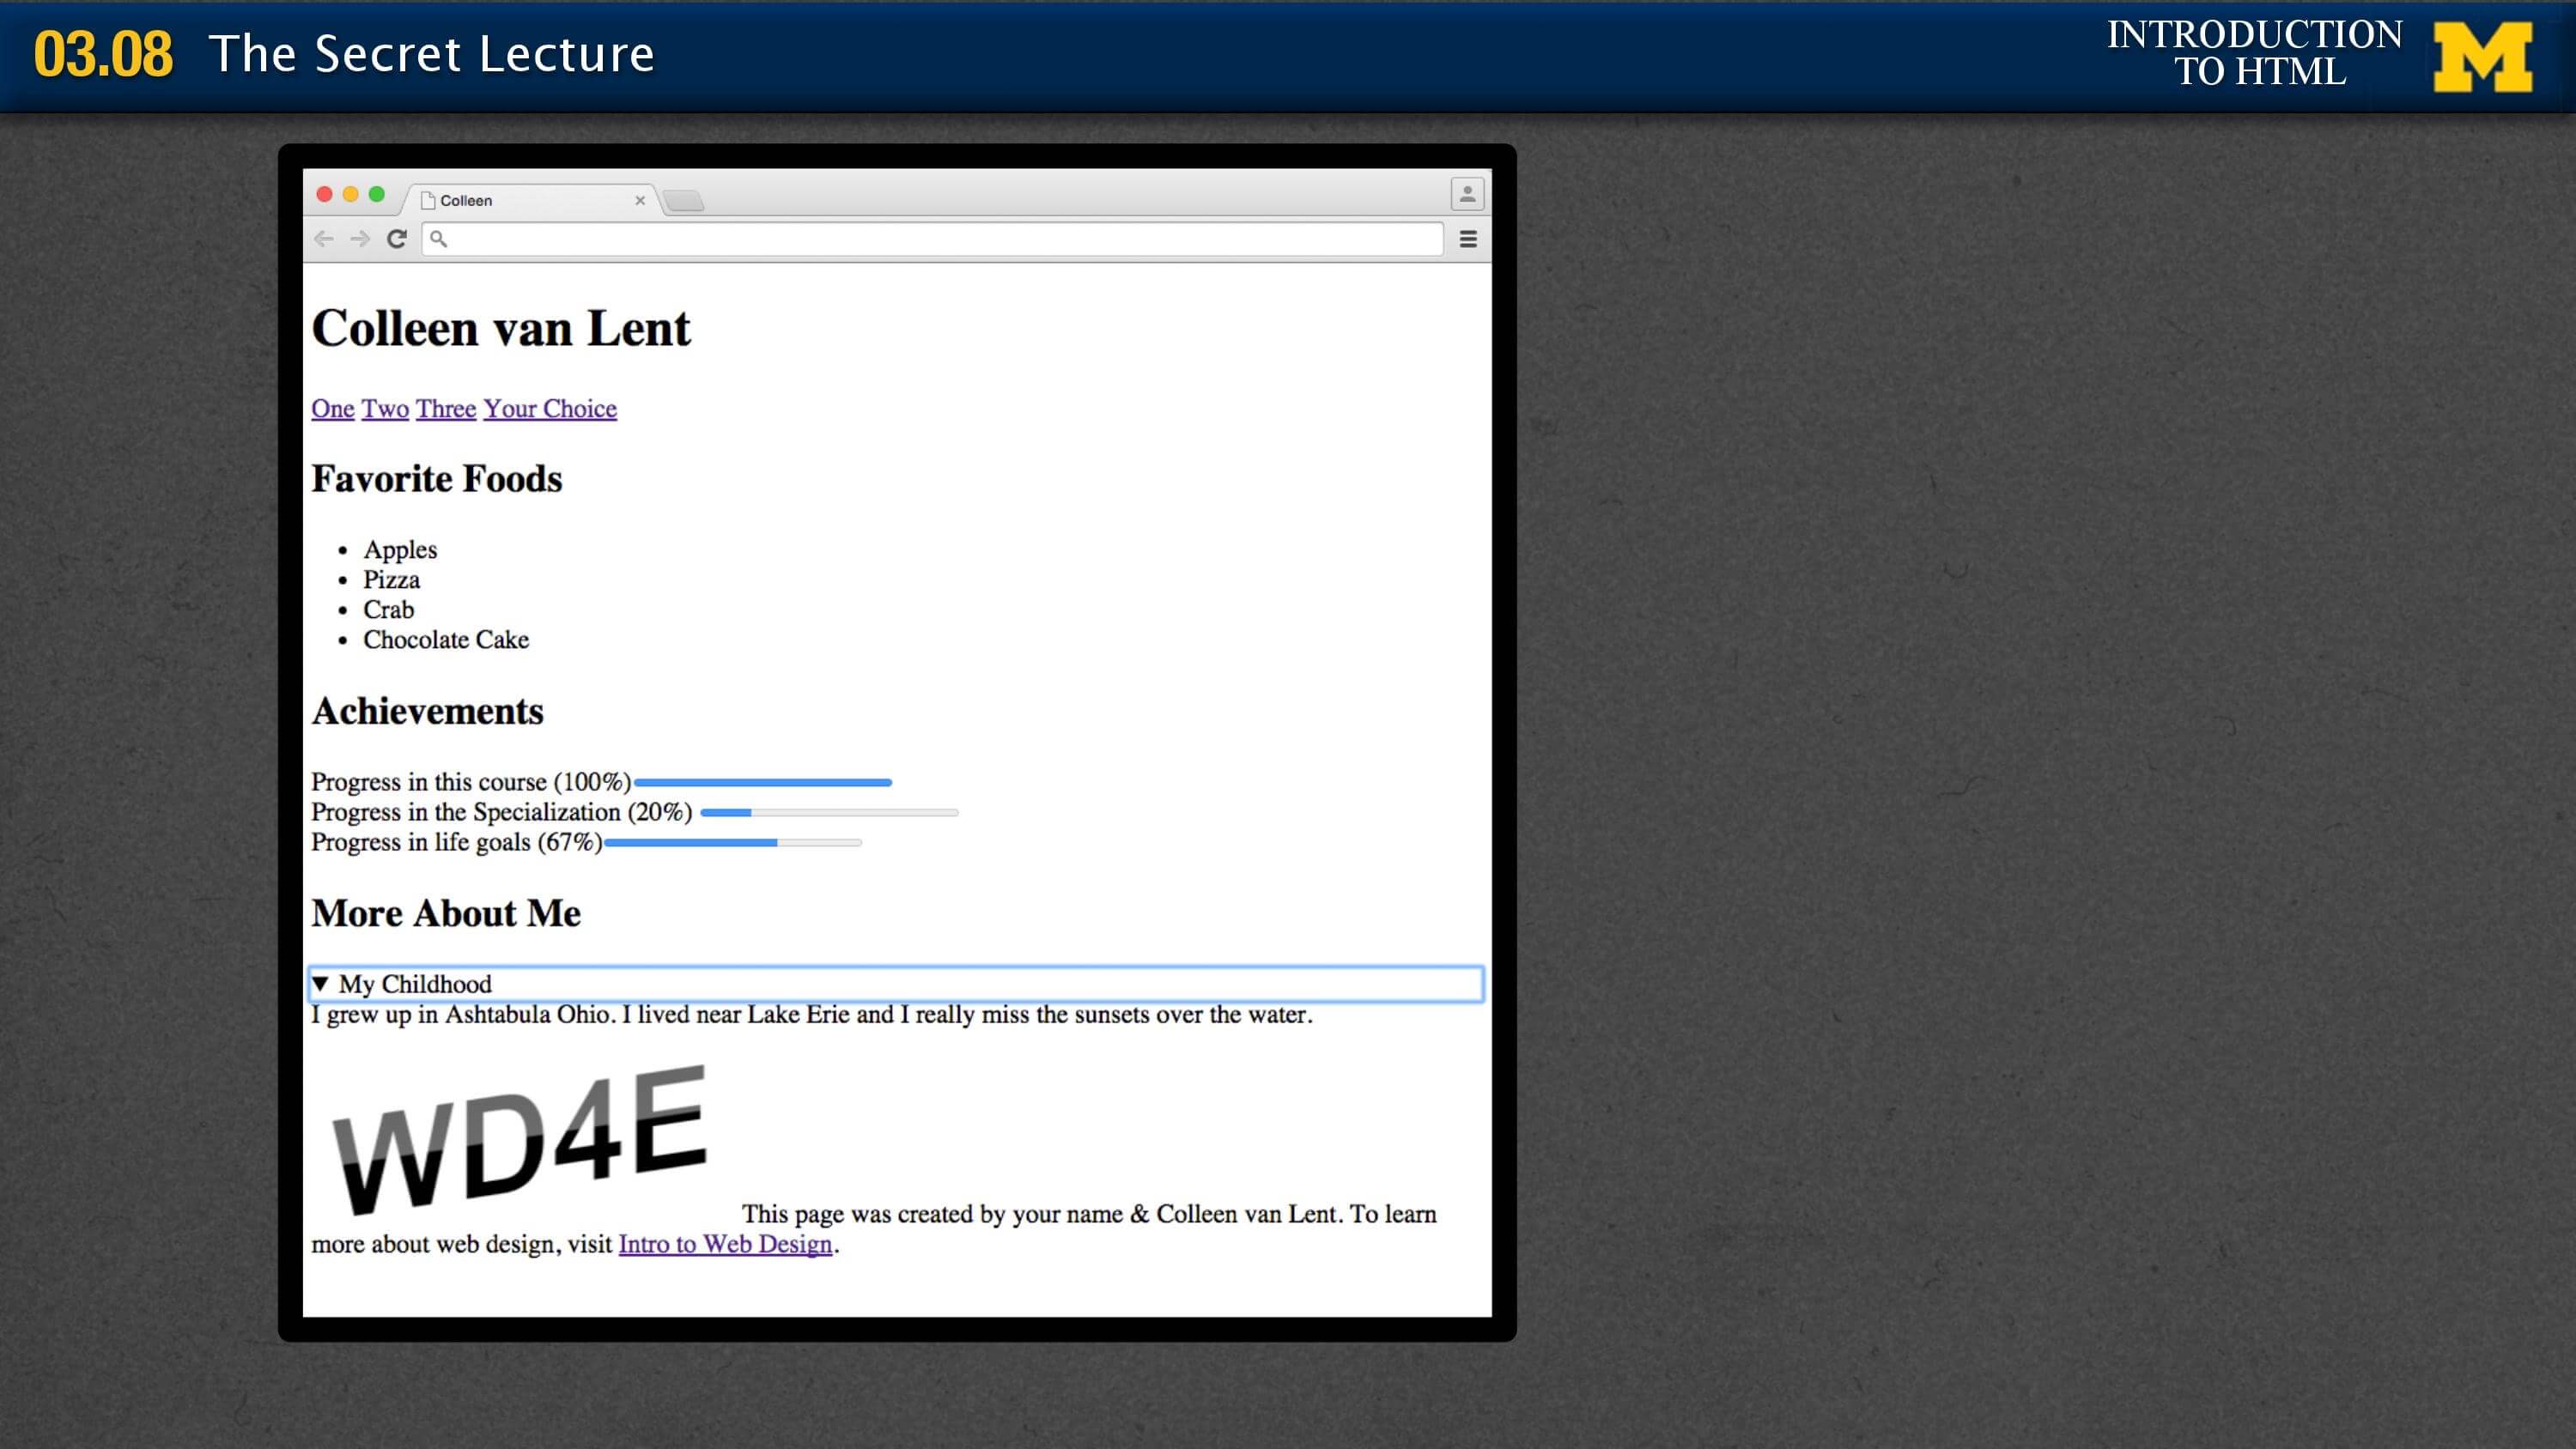 03.08 The Secret Lecture
INTRODUCTION
TO HTML
M
Colleen
Colleen van Lent
One Two Three Your Choice
Favorite Foods
• Apples
• Pizza
• Crab
• Chocolate Cake
Achievements
Progress in this course (100%)
Progress in the Specialization (20%)
Progress in life goals (67%)
More About Me
▼ My Childhood
I grew up in Ashtabula Ohio. I lived near Lake Erie and I really miss the sunsets over the water.
WD4E
This page was created by your name & Colleen van Lent. To learn
more about web design, visit Intro to Web Design.